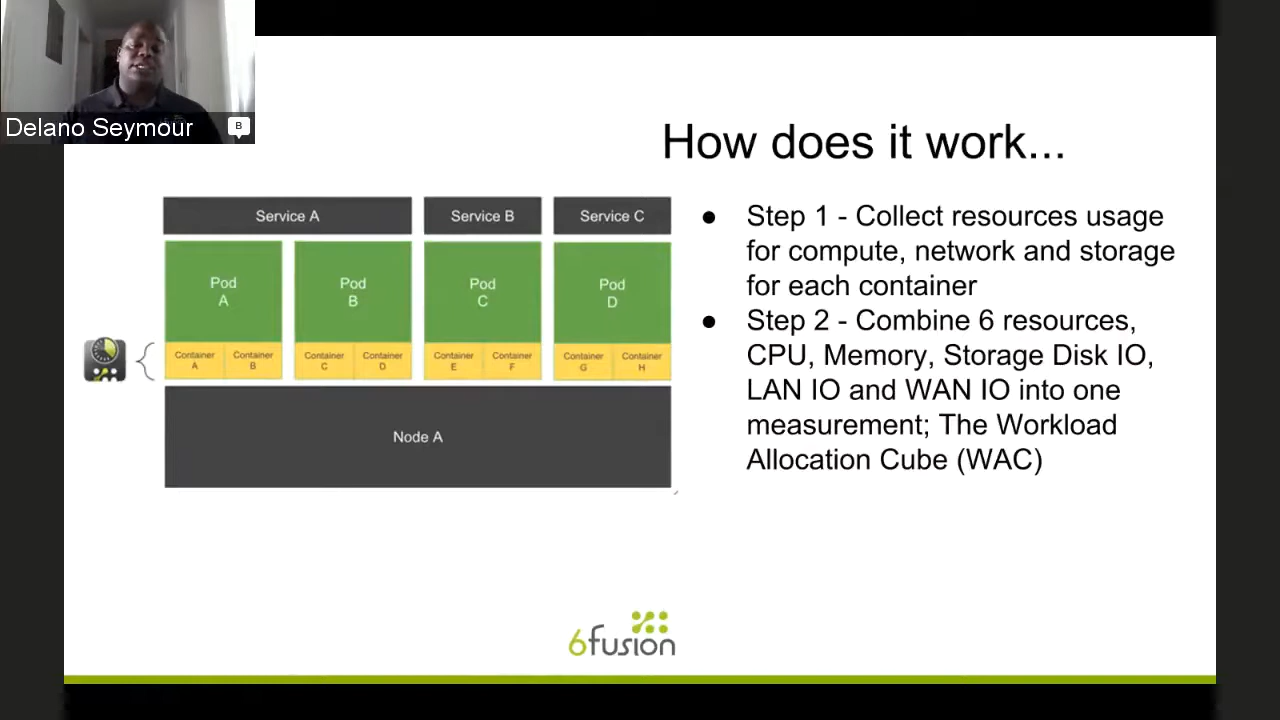 Delano Seymour
B
How does it work...
Service A
Service B
Service C
Pod
A
Pod
B
Pod
C
Pod
D
Container
A
Container
B
Container
C
Container
D
Container
E
Container
F
Container
G
Container
H
Node A
● Step 1 - Collect resources usage
for compute, network and storage
for each container
● Step 2 - Combine 6 resources,
CPU, Memory, Storage Disk IO,
LAN IO and WAN IO into one
measurement; The Workload
Allocation Cube (WAC)
6fusion